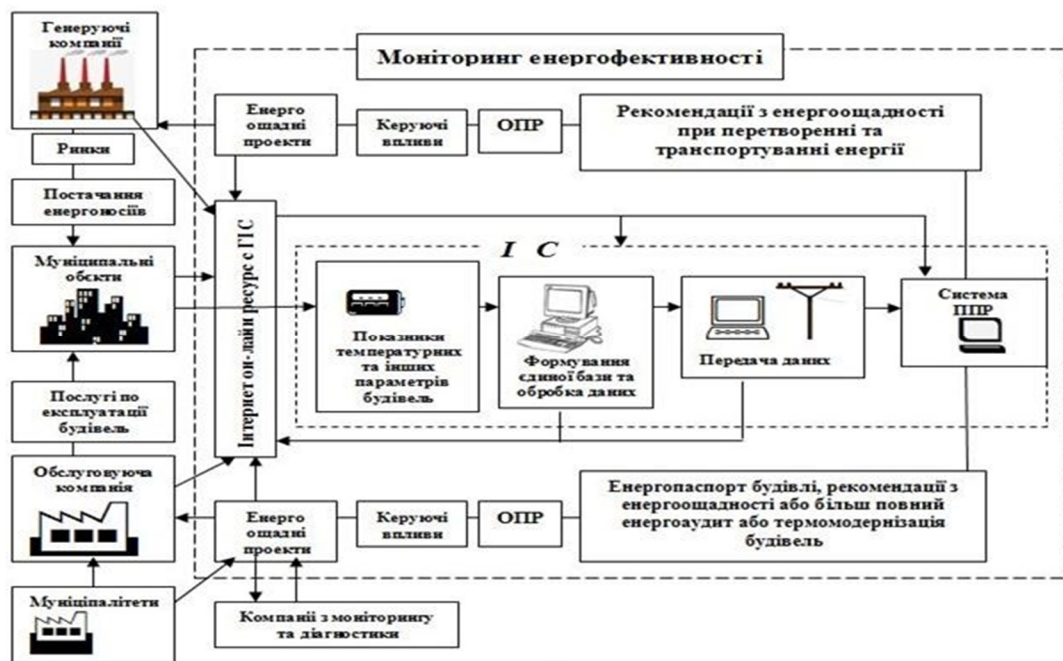 Генеруючі
компанії
Ринки
Постачання
енергоносіїв
Муніципальні
обєкти
Послугі по
експлуатації
будівель
Обслуговуюча
компанія
Муніціпалітети
Моніторинг енергофективності
Енерго
ощадні
проекти
Керуючі
впливи
ОПР
Рекомендації з енергоощадності
при перетворенні та
транспортуванні енергії
Інтернет он-лайн ресурс с ГІС
І С
Показники
температурних
та інших
параметрів
будівель
Формування
єдиної бази та
обробка даних
Передача даних
Система
ППР
Енерго
ощадні
проекти
Керуючі
впливи
ОПР
Енергопаспорт будівлі, рекомендації з
енергоощадності або більш повний
енергоаудит або термомодернізація
будівель
Компанії з моніторингу
та діагностики